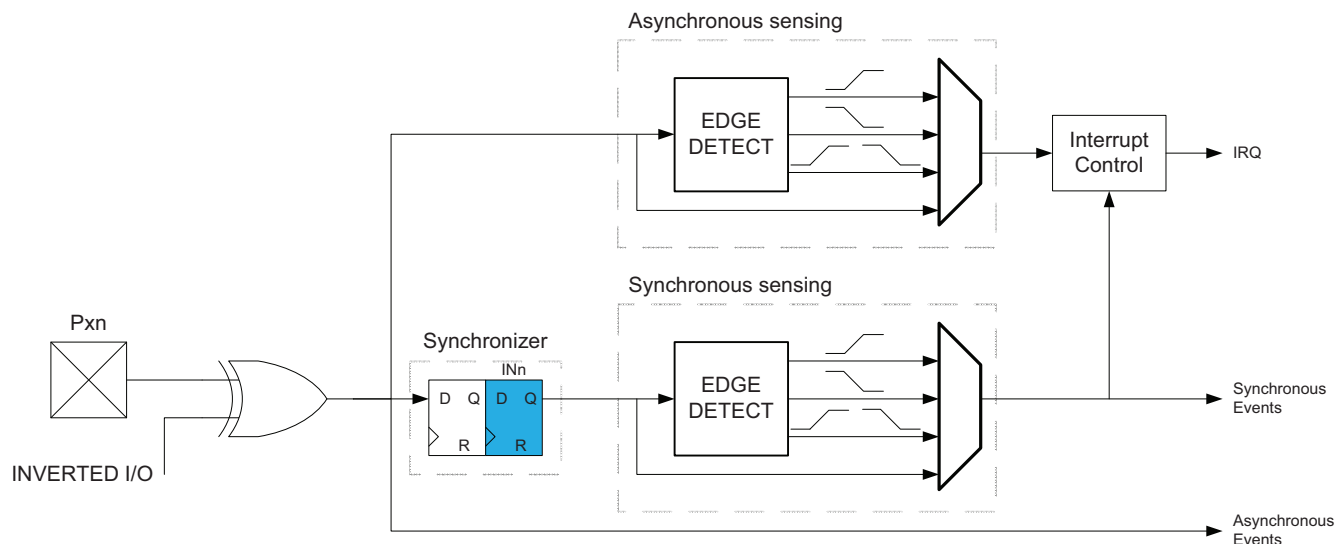 Asynchronous sensing
EDGE
DETECT
Interrupt
Control
IRQ
Synchronous sensing
Pxn
Synchronizer
INn
D Q D Q
R R
EDGE
DETECT
Synchronous
Events
INVERTED I/O
Asynchronous
Events